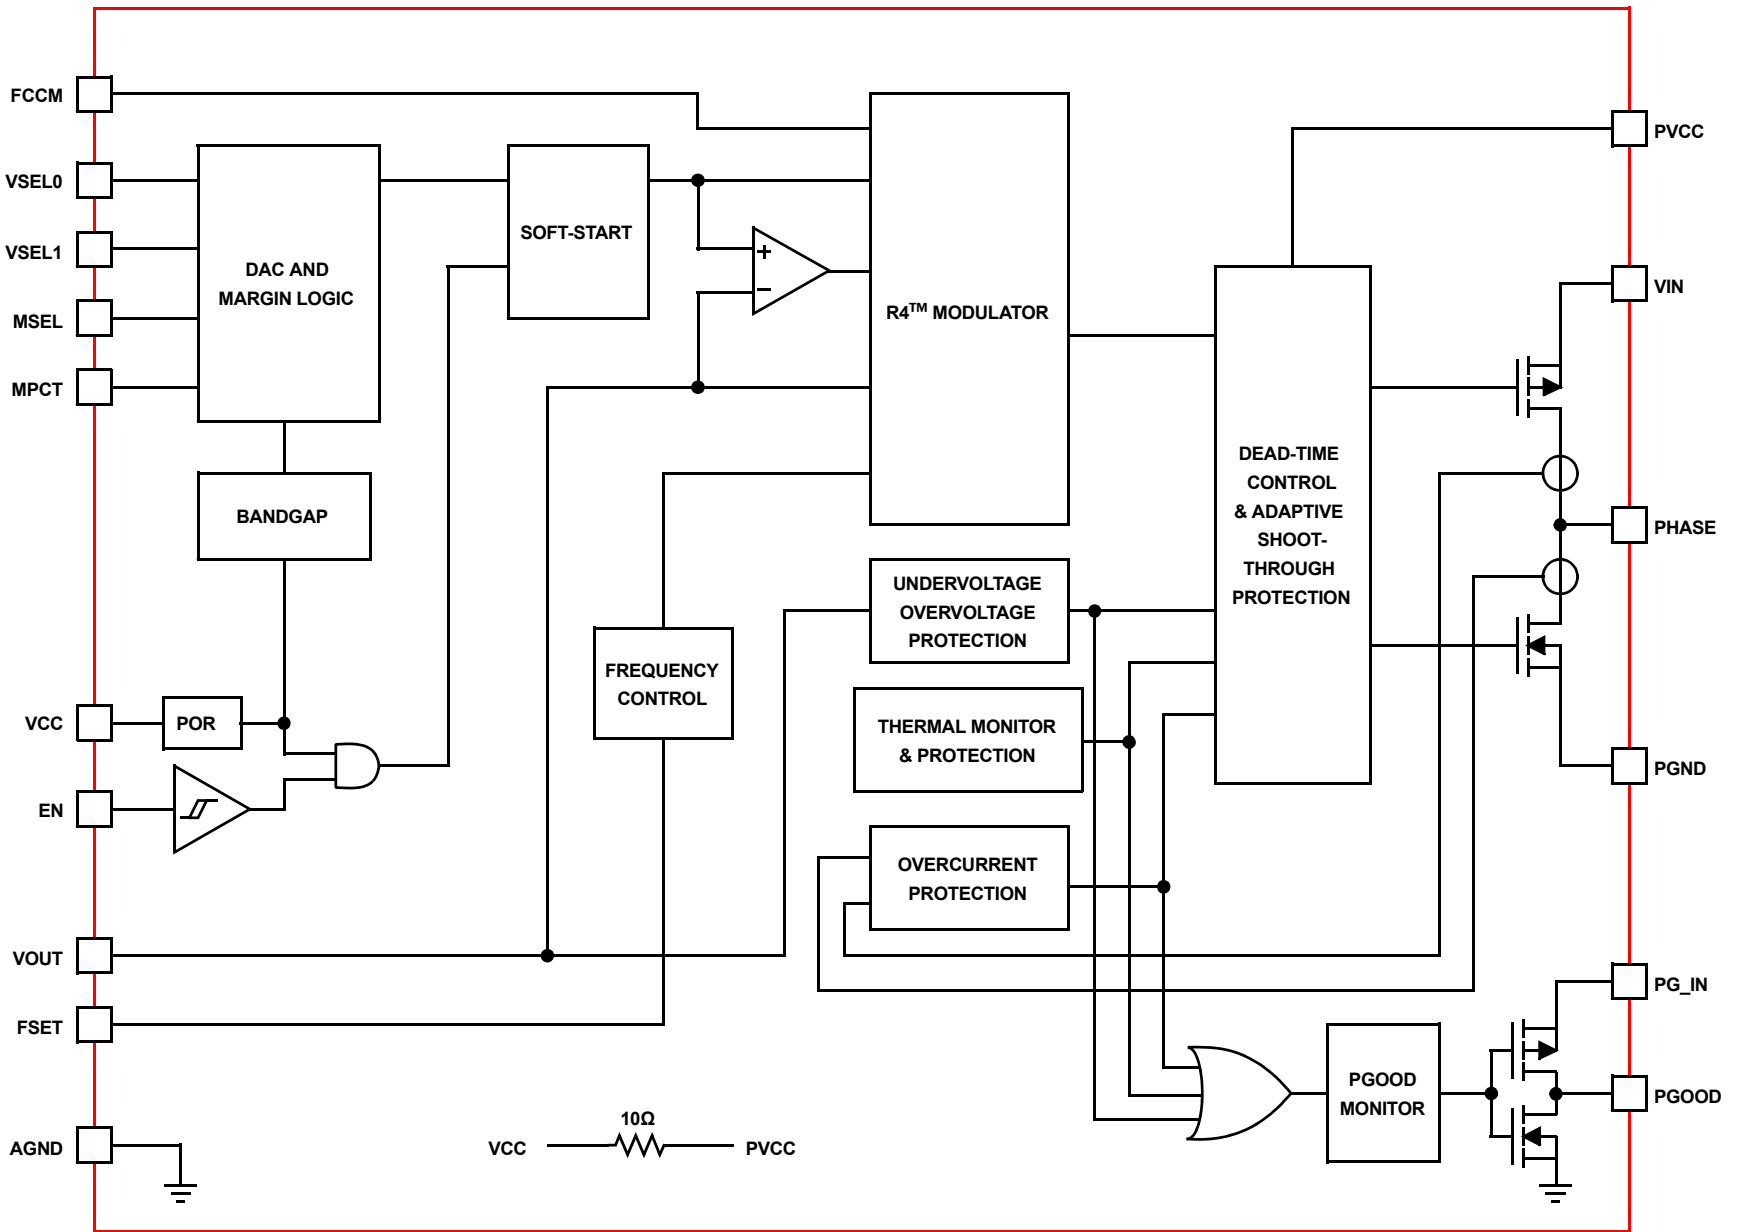 FCCM
VSEL0
VSEL1
MSEL
MPCT
VCC
EN
VOUT
FSET
AGND
DAC AND
MARGIN LOGIC
BANDGAP
POR
SOFT-START
+
−
FREQUENCY
CONTROL
R4™ MODULATOR
UNDERVOLTAGE
OVERVOLTAGE
PROTECTION
THERMAL MONITOR
& PROTECTION
OVERCURRENT
PROTECTION
DEAD-TIME
CONTROL
& ADAPTIVE
SHOOT-
THROUGH
PROTECTION
PGOOD
MONITOR
10Ω
VCC
PVCC
PVCC
VIN
PHASE
PGND
PG_IN
PGOOD